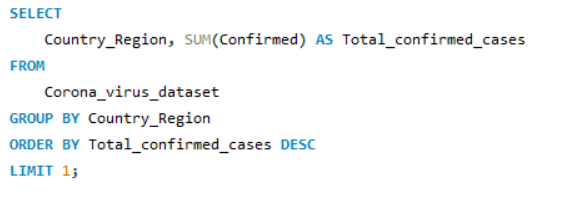 SELECT
Country_Region, SUM(Confirmed) AS Total_confirmed_cases
FROM
Corona_virus_dataset
GROUP BY Country_Region
ORDER BY Total_confirmed_cases DESC
LIMIT 1;